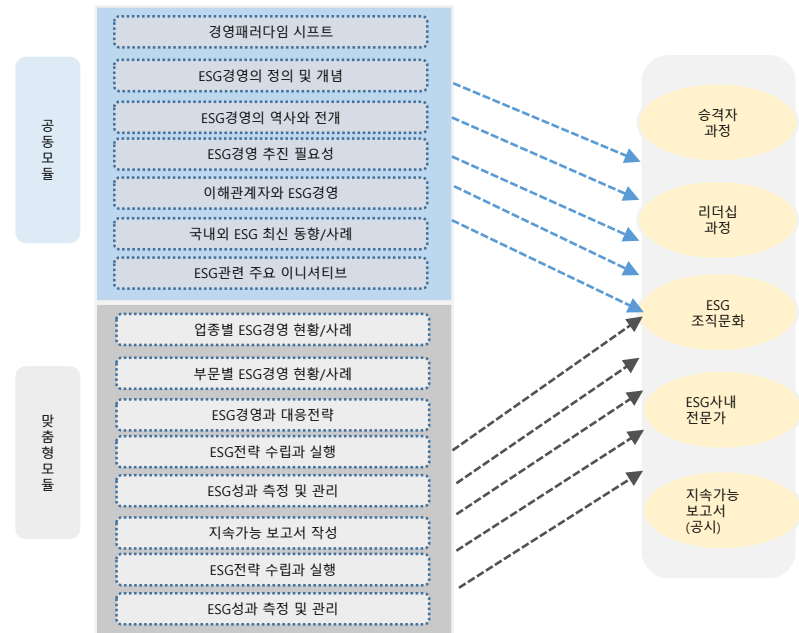 공동모듈
경영패러다임 시프트
ESG경영의 정의 및 개념
ESG경영의 역사와 전개
ESG경영 추진 필요성
이해관계자와 ESG경영
국내외 ESG 최신 동향/사례
ESG관련 주요 이니셔티브
맞춤형모듈
업종별 ESG경영 현황/사례
부문별 ESG경영 현황/사례
ESG경영과 대응전략
ESG전략 수립과 실행
ESG성과 측정 및 관리
지속가능 보고서 작성
ESG전략 수립과 실행
ESG성과 측정 및 관리
승격자
과정
리더십
과정
ESG
조직문화
ESG사내
전문가
지속가능
보고서
(공시)